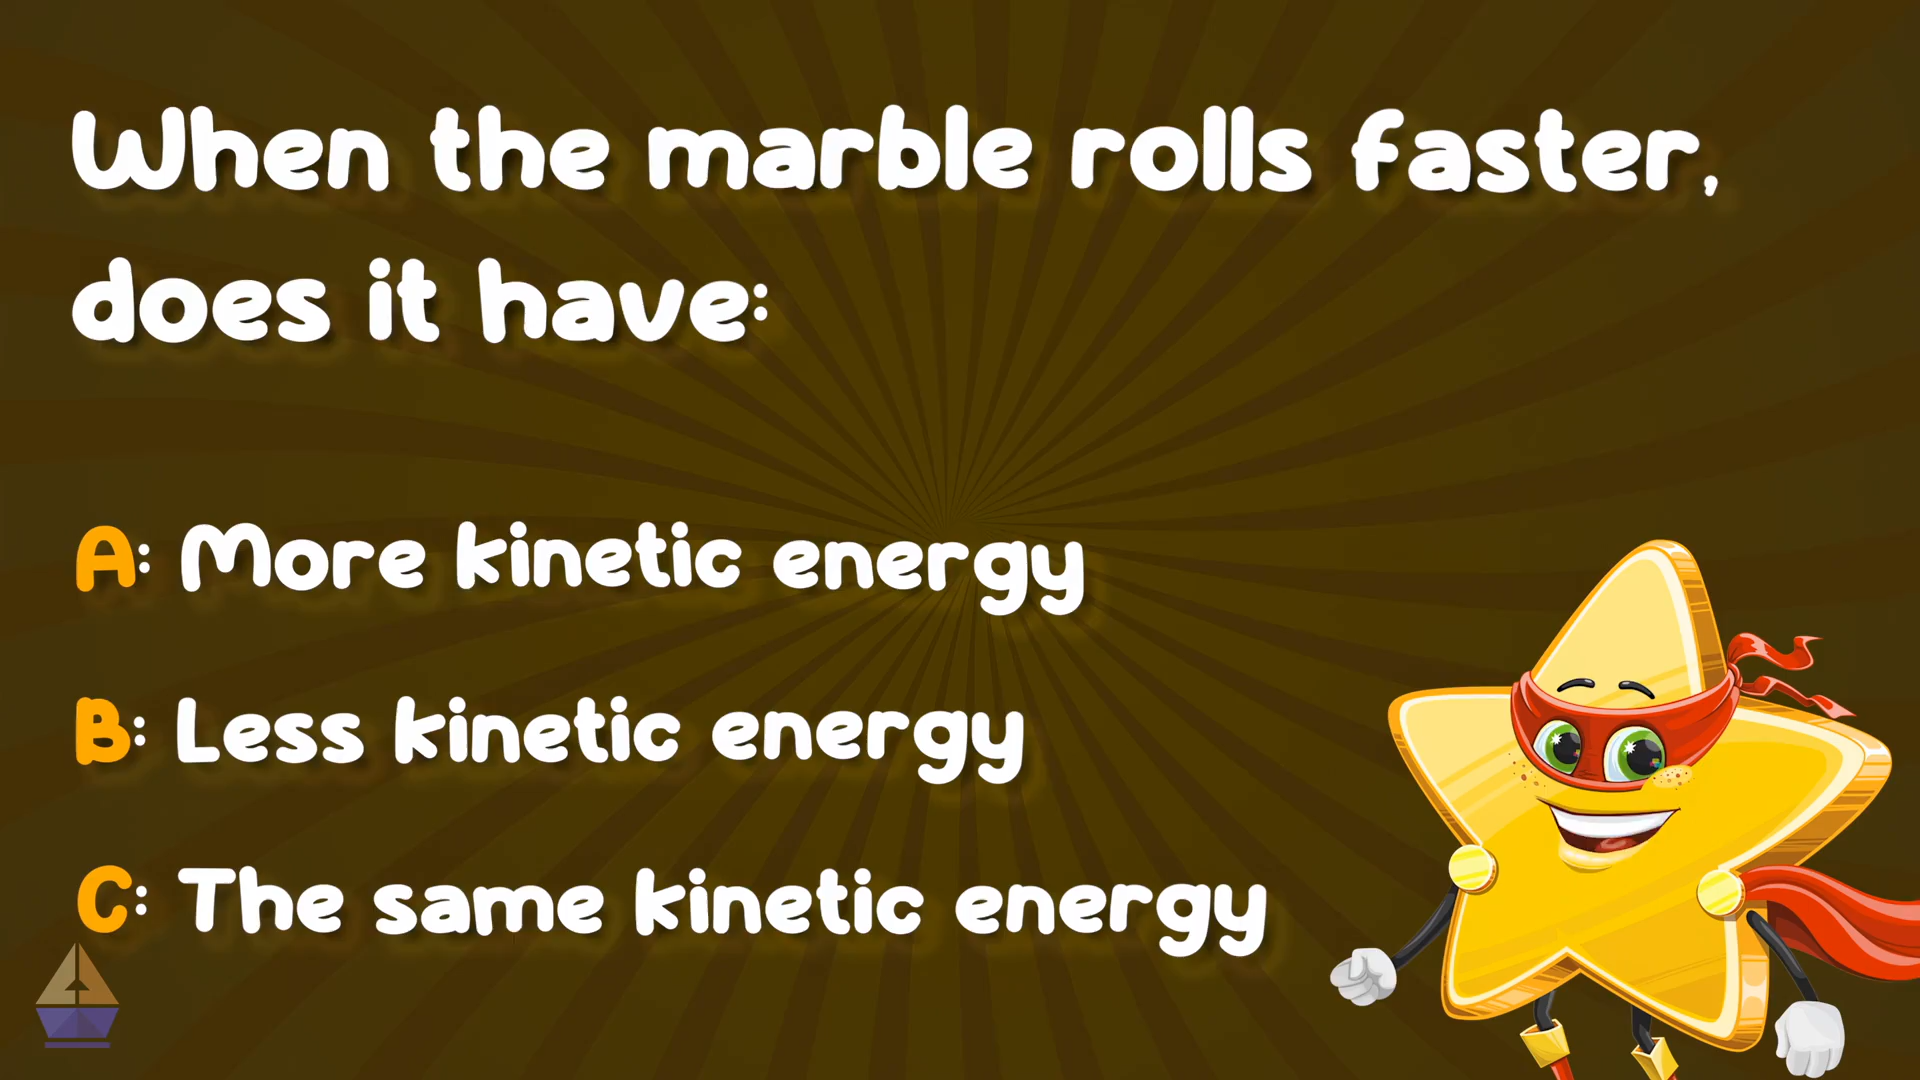 When the marble rolls faster,
does it have:
A: More kinetic energy
B: Less kinetic energy
C: The same kinetic energy